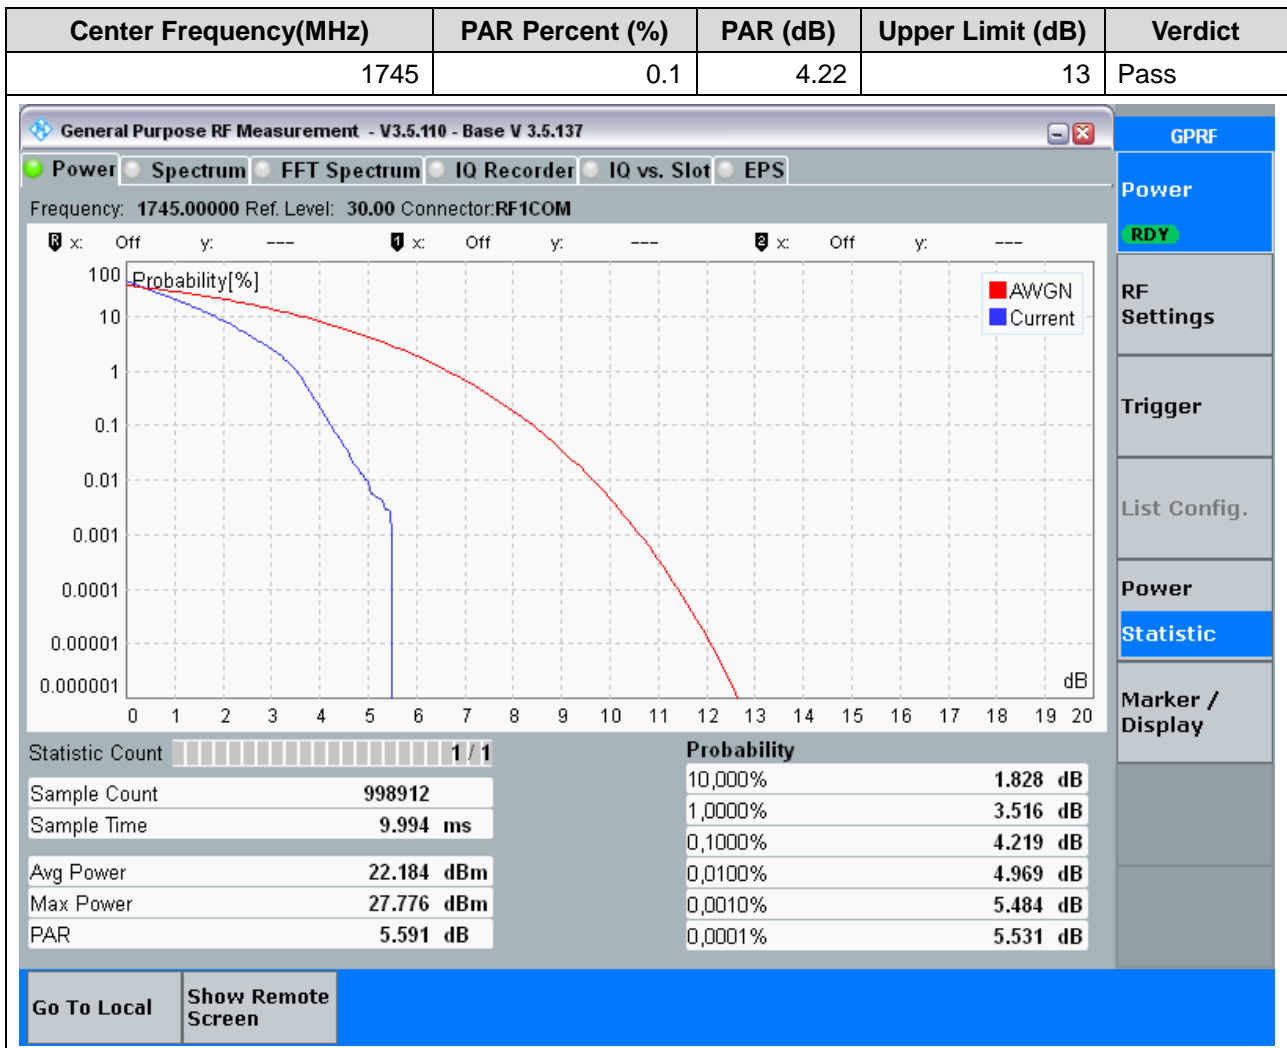 Center Frequency(MHz) PAR Percent (%) PAR (dB) Upper Limit (dB) Verdict
1745 0.1 4.22 13 Pass
General Purpose RF Measurement - V3.5.110 - Base V 3.5.137
GPRF
Power Spectrum FFT Spectrum IQ Recorder IQ vs. Slot EPS
Power
RDY
Frequency: 1745.00000 Ref. Level: 30.00 Connector:RF1COM
R x: Off y: --- 1 x: Off y: --- 2 x: Off y: ---
100 Probability[%]
AWGN
Current
10
1
0.1
0.01
0.001
0.0001
0.00001
0.000001
dB
0 1 2 3 4 5 6 7 8 9 10 11 12 13 14 15 16 17 18 19 20
RF
Settings
Trigger
List Config.
Power
Statistic
Marker /
Display
Statistic Count 1 / 1
Sample Count 998912
Sample Time 9.994 ms
Avg Power 22.184 dBm
Max Power 27.776 dBm
PAR 5.591 dB
Probability
10,000% 1.828 dB
1,0000% 3.516 dB
0,1000% 4.219 dB
0,0100% 4.969 dB
0,0010% 5.484 dB
0,0001% 5.531 dB
Go To Local
Show Remote
Screen